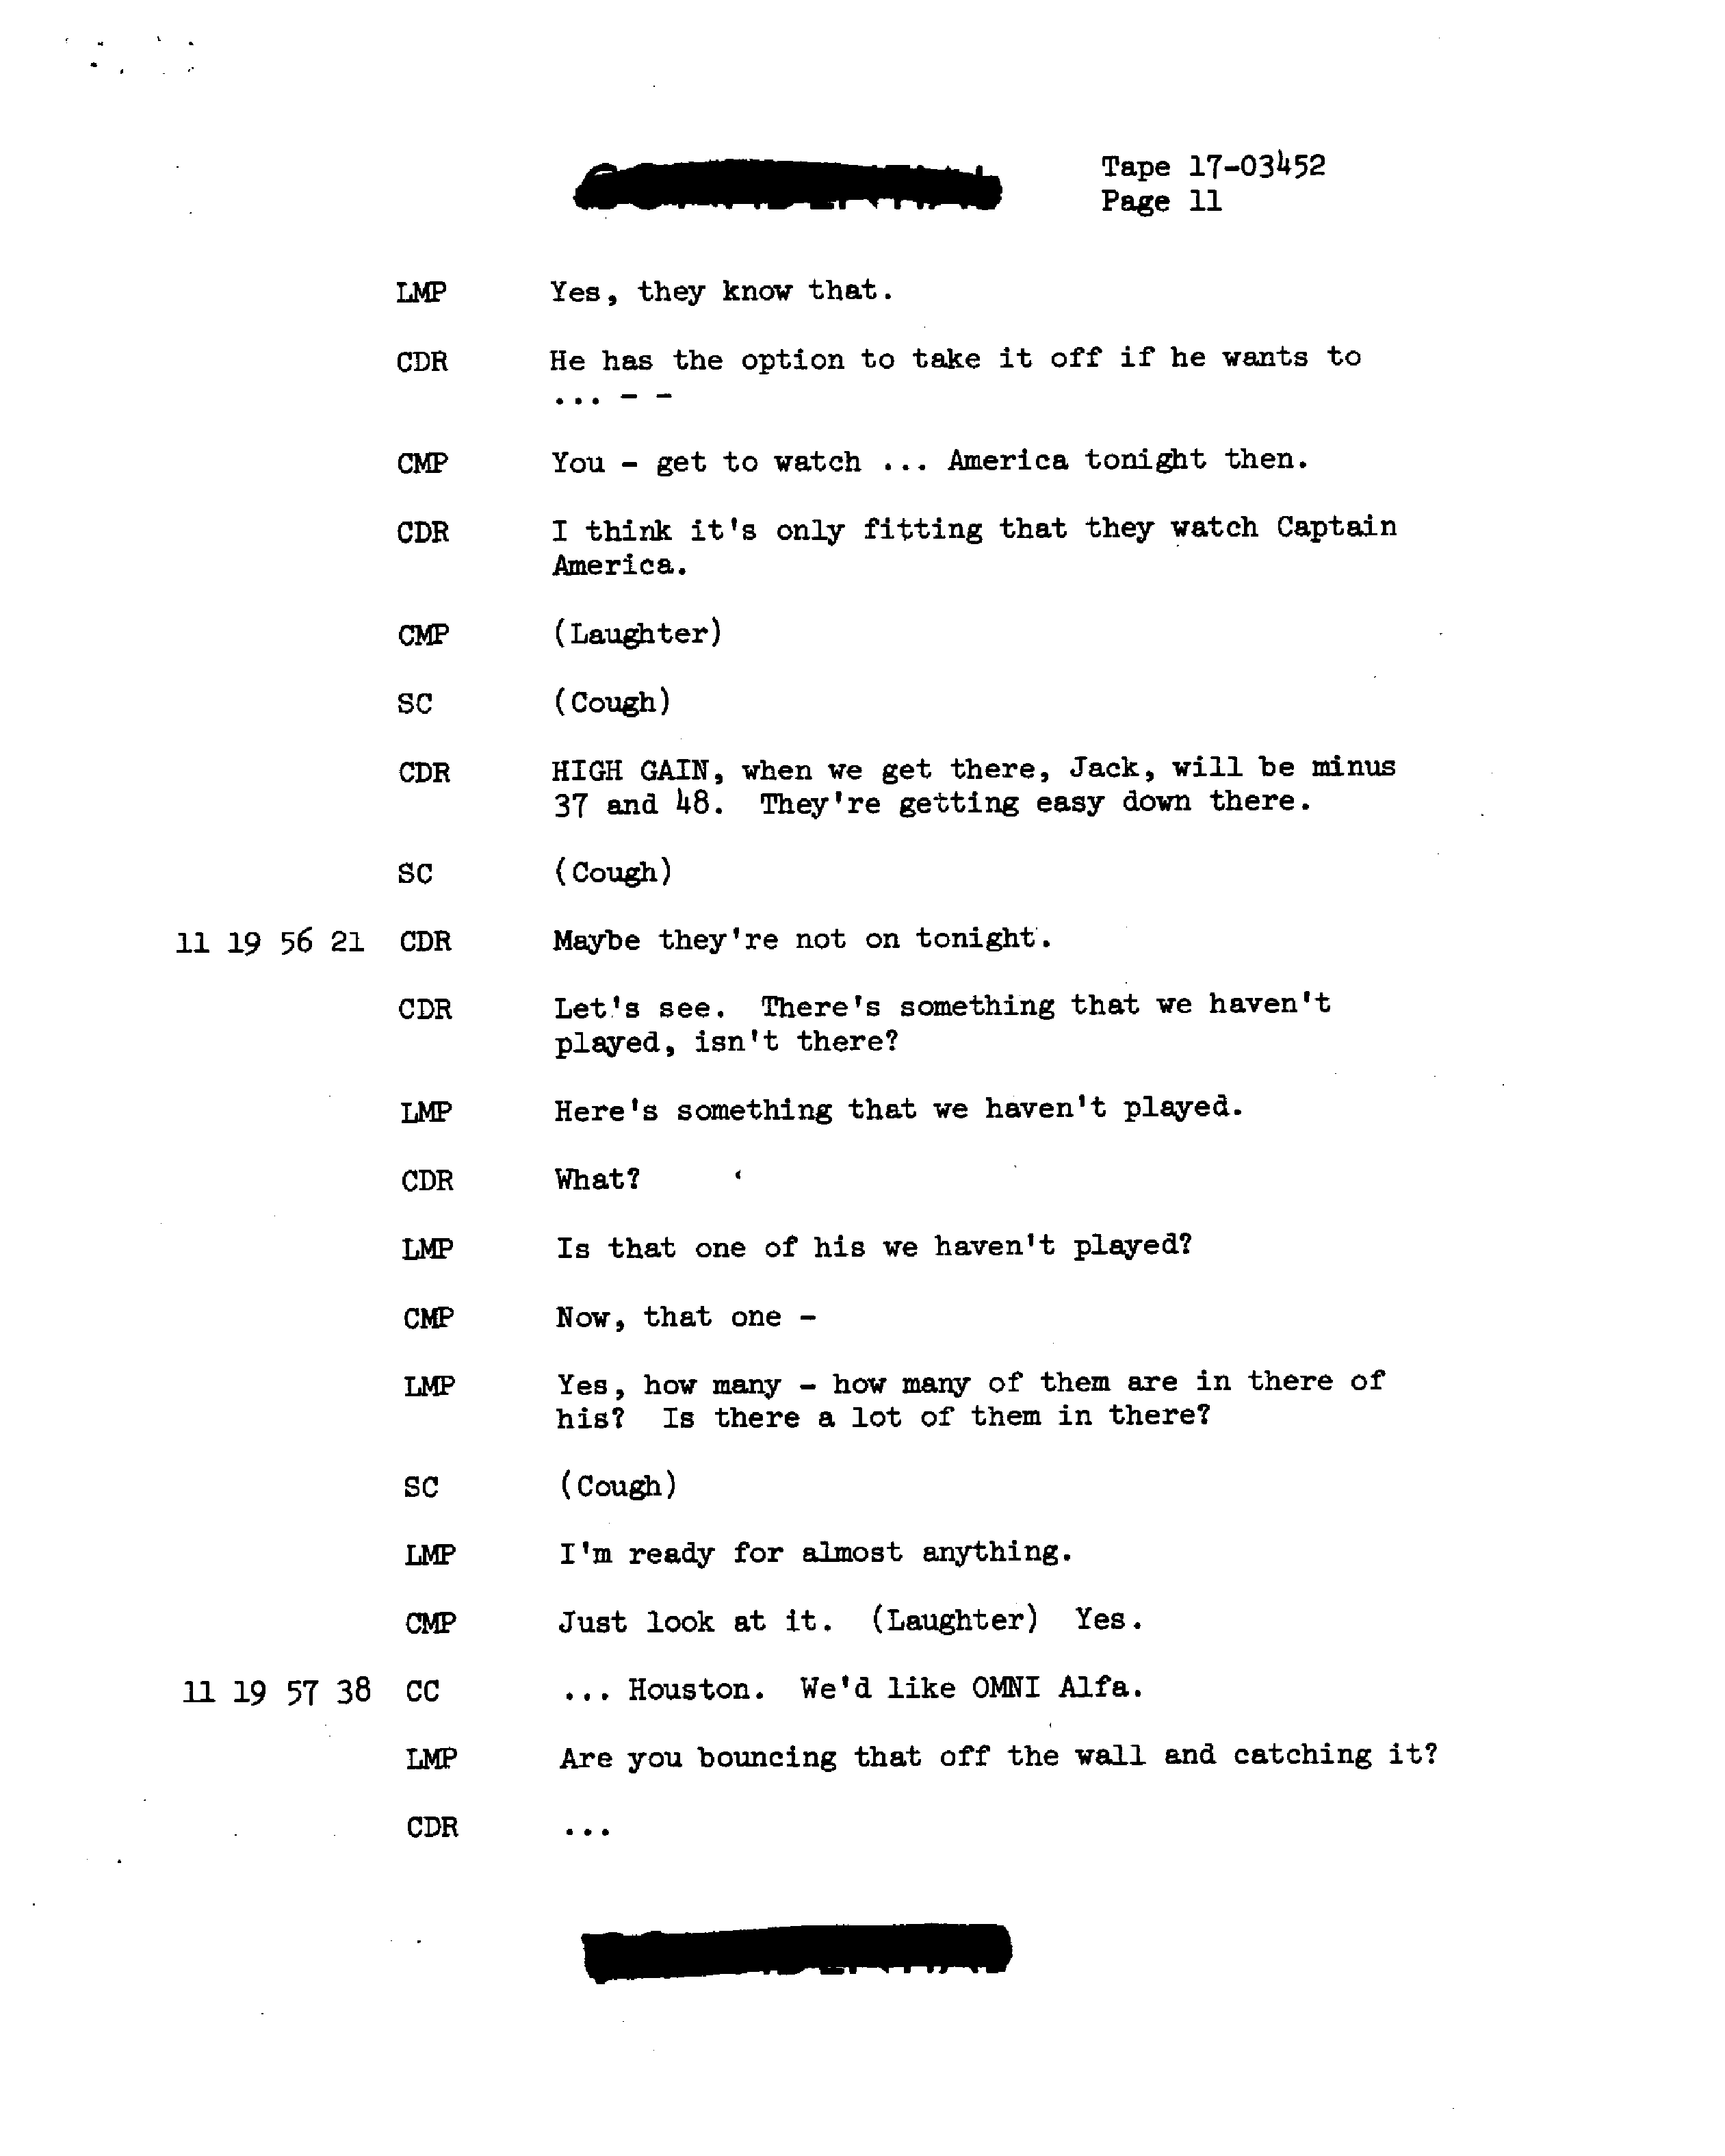 Tape 17-03452
Page 11
LMP Yes, they know that.
CDR He has the option to take it off if he wants to
... - -
CMP You - get to watch ... America tonight then.
CDR I think it's only fitting that they watch Captain
America.
CMP (Laughter)
SC (Cough)
CDR HIGH GAIN, when we get there, Jack, will be minus
37 and 48. They're getting easy down there.
SC (Cough)
11 19 56 21 CDR Maybe they're not on tonight.
CDR Let's see. There's something that we haven't
played, isn't there?
LMP Here's something that we haven't played.
CDR What?
LMP Is that one of his we haven't played?
CMP Now, that one -
LMP Yes, how many - how many of them are in there of
his? Is there a lot of them in there?
SC (Cough)
LMP I'm ready for almost anything.
CMP Just look at it. (Laughter) Yes.
11 19 57 38 CC ... Houston. We'd like OMNI Alfa.
LMP Are you bouncing that off the wall and catching it?
CDR ...